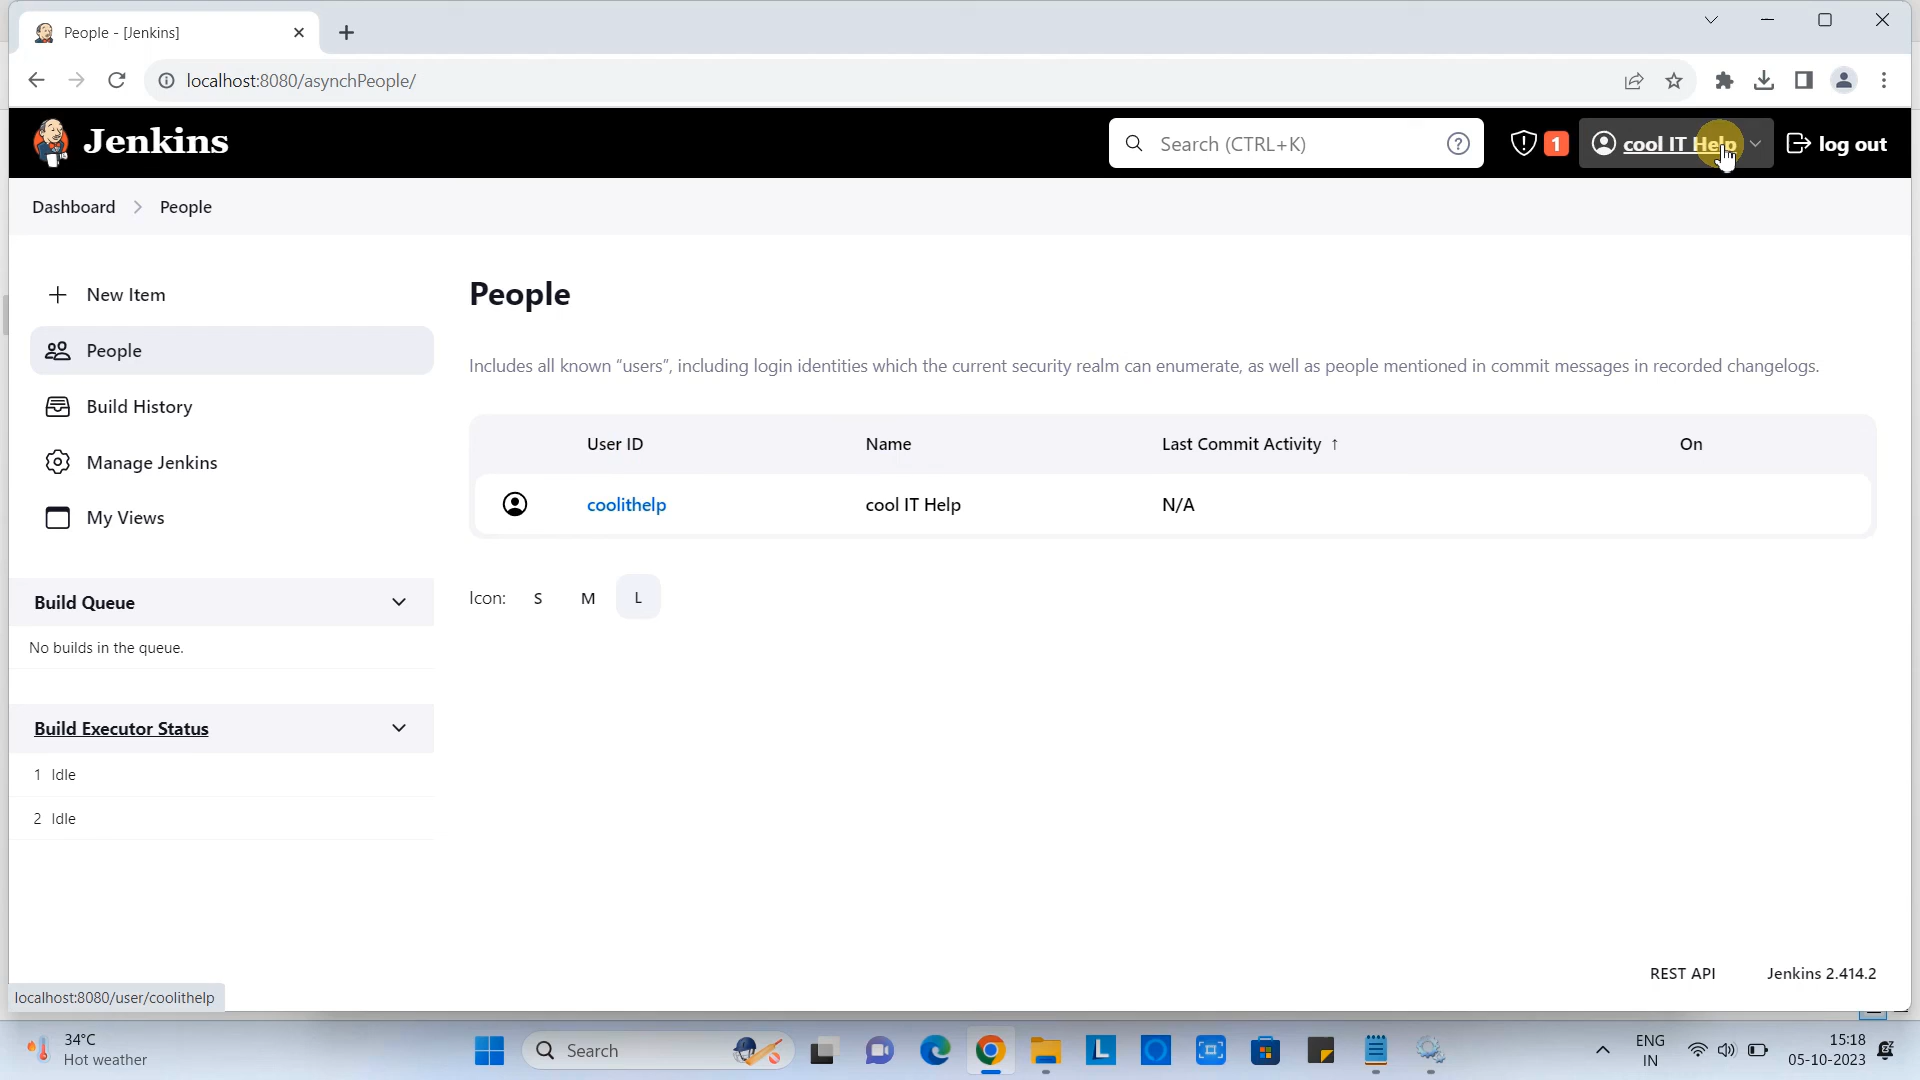 People - [Jenkins]
localhost:8080/asynchPeople/
Jenkins
Search (CTRL+K)
1
cool IT Help
log out
Dashboard
People
New Item
People
Build History
Manage Jenkins
My Views
Build Queue
No builds in the queue.
Build Executor Status
1 Idle
2 Idle
People
Includes all known “users”, including login identities which the current security realm can enumerate, as well as people mentioned in commit messages in recorded changelogs.
User ID Name Last Commit Activity ↑ On
coolithelp cool IT Help N/A
Icon: S M L
REST API Jenkins 2.414.2
localhost:8080/user/coolithelp
34°C
Hot weather
Search
L
ENG
IN
15:18
05-10-2023